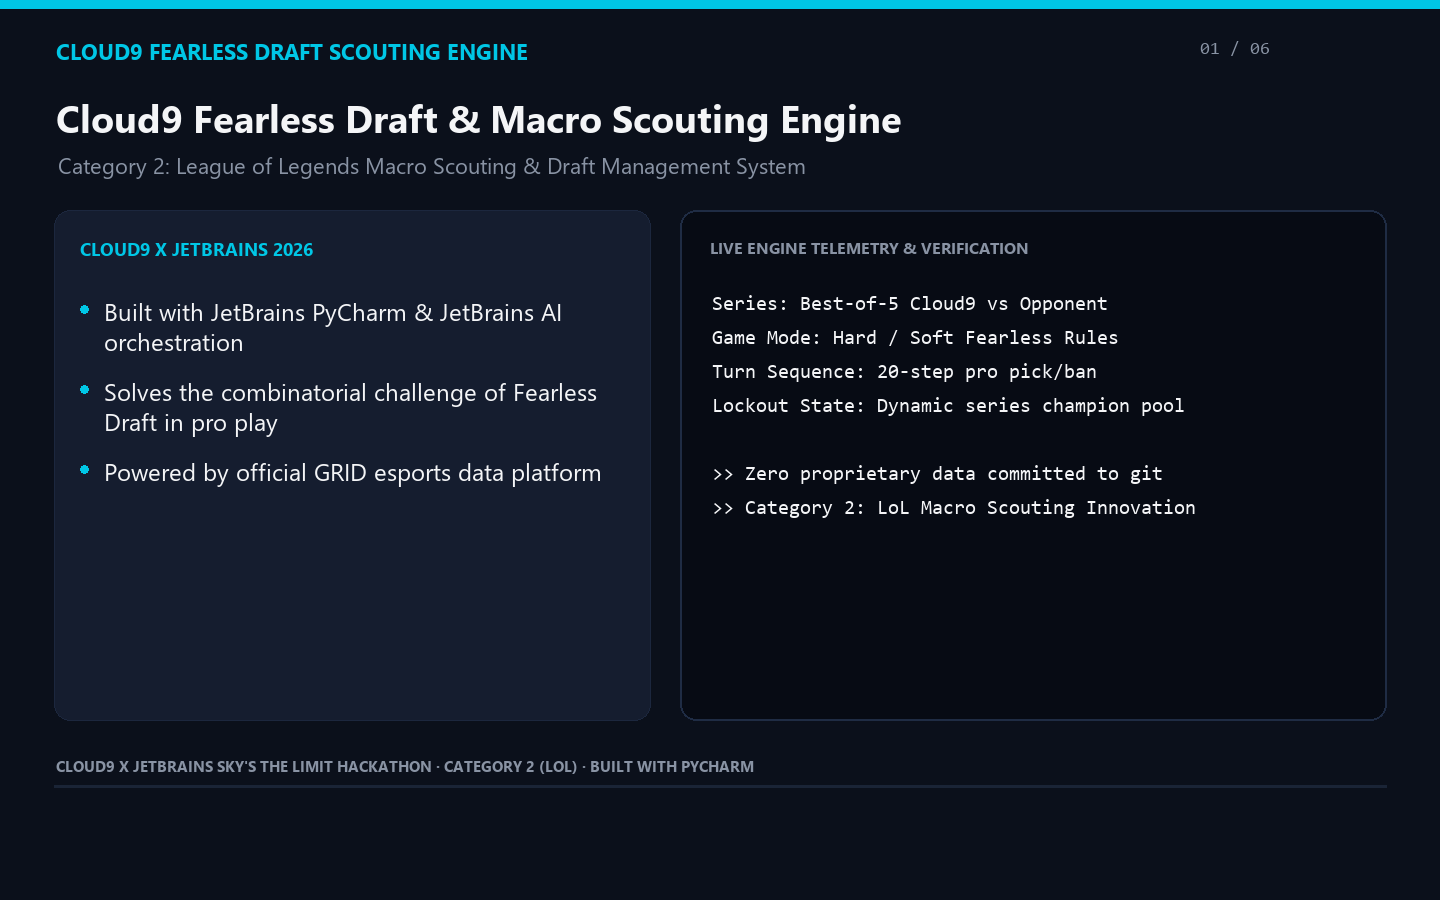 CLOUD9 FEARLESS DRAFT SCOUTING ENGINE
01 / 06
Cloud9 Fearless Draft & Macro Scouting Engine
Category 2: League of Legends Macro Scouting & Draft Management System
CLOUD9 X JETBRAINS 2026
Built with JetBrains PyCharm & JetBrains AI
orchestration
Solves the combinatorial challenge of Fearless
Draft in pro play
Powered by official GRID esports data platform
LIVE ENGINE TELEMETRY & VERIFICATION
Series: Best-of-5 Cloud9 vs Opponent
Game Mode: Hard / Soft Fearless Rules
Turn Sequence: 20-step pro pick/ban
Lockout State: Dynamic series champion pool
>> Zero proprietary data committed to git
>> Category 2: LoL Macro Scouting Innovation
CLOUD9 X JETBRAINS SKY'S THE LIMIT HACKATHON · CATEGORY 2 (LOL) · BUILT WITH PYCHARM